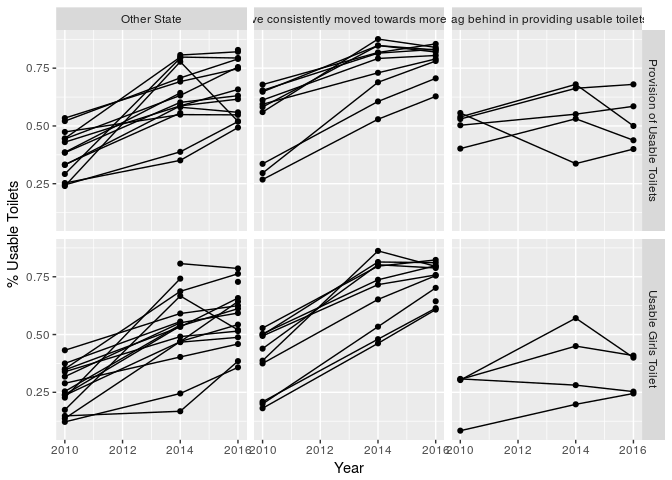 Other State
ve consistently moved towards more
ag behind in providing usable toilets
0.75
0.50
0.25
Provision of Usable Toilets
0.75
0.50
0.25
Usable Girls Toilet
% Usable Toilets
2010 2012 2014 2016
2010 2012 2014 2016
2010 2012 2014 2016
Year